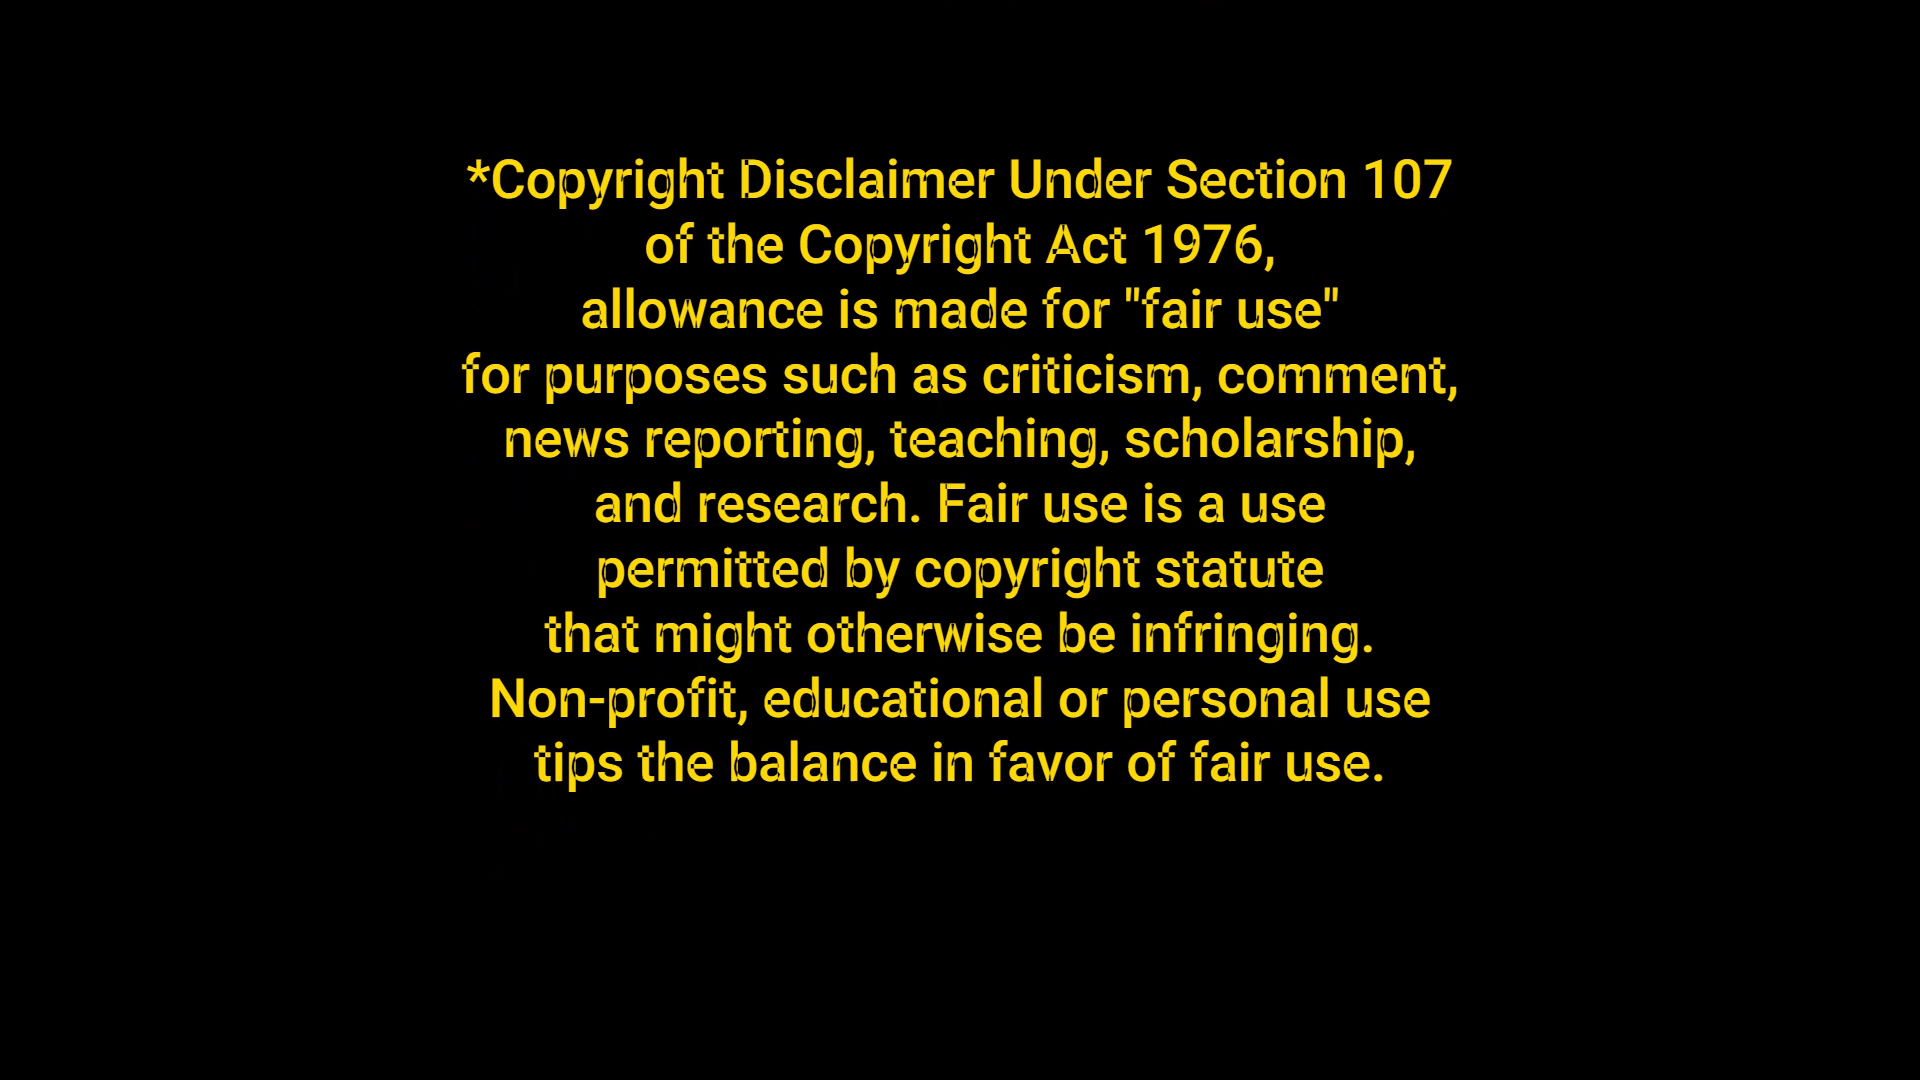 *Copyright Disclaimer Under Section 107
of the Copyright Act 1976,
allowance is made for "fair use"
for purposes such as criticism, comment,
news reporting, teaching, scholarship,
and research. Fair use is a use
permitted by copyright statute
that might otherwise be infringing.
Non-profit, educational or personal use
tips the balance in favor of fair use.